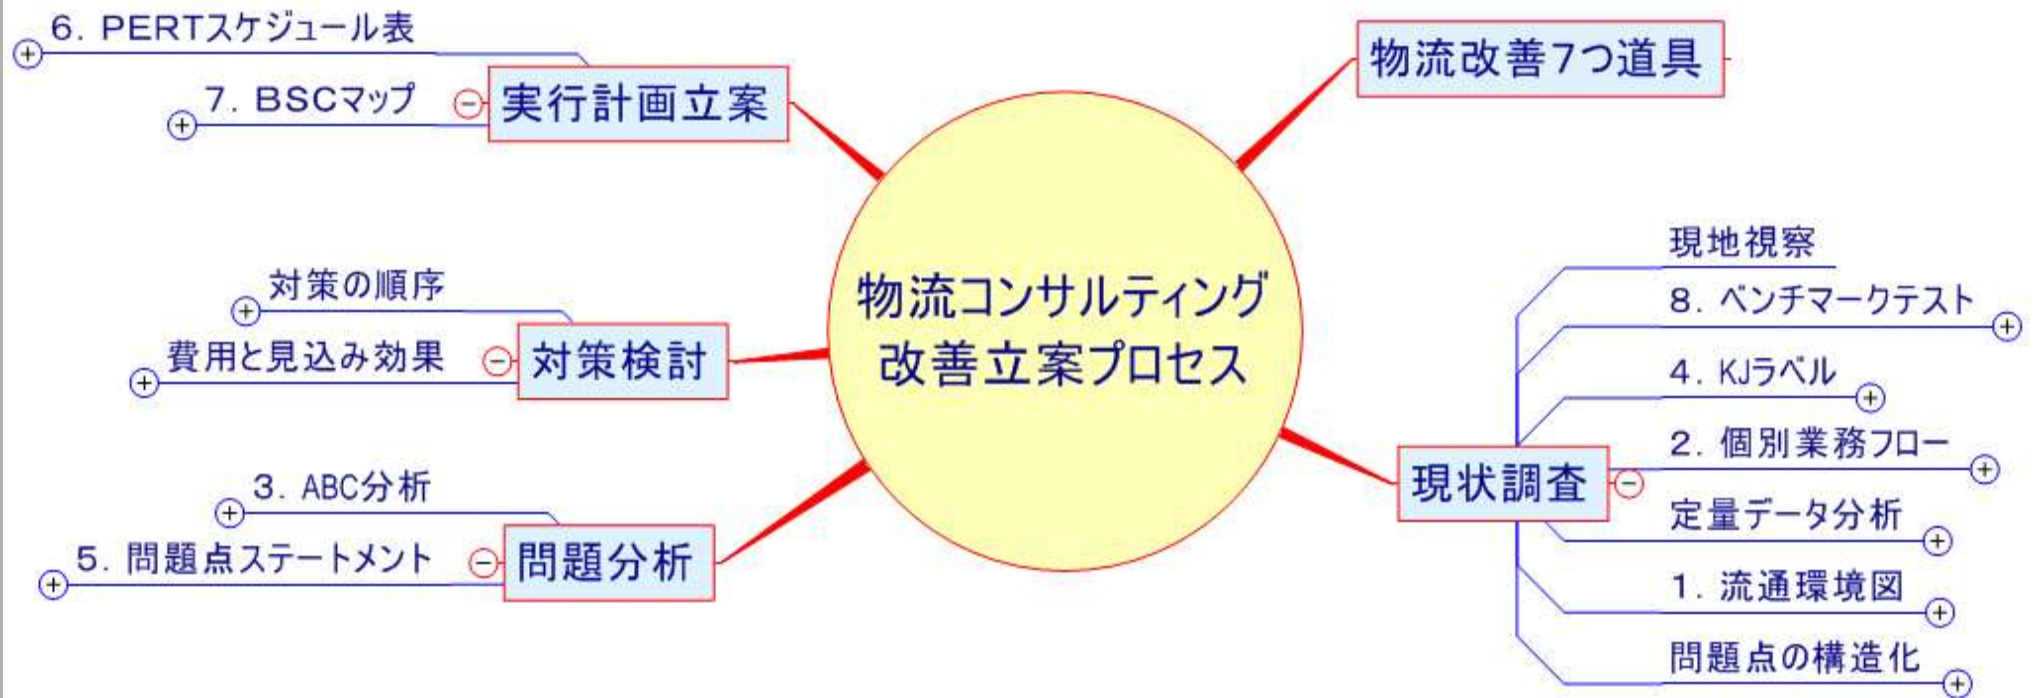 物流コンサルティング
改善立案プロセス
物流改善7つ道具
現状調査
現地視察
8. ベンチマークテスト
4. KJラベル
2. 個別業務フロー
定量データ分析
1. 流通環境図
問題点の構造化
問題分析
3. ABC分析
5. 問題点ステートメント
対策検討
対策の順序
費用と見込み効果
実行計画立案
6. PERTスケジュール表
7. BSCマップ